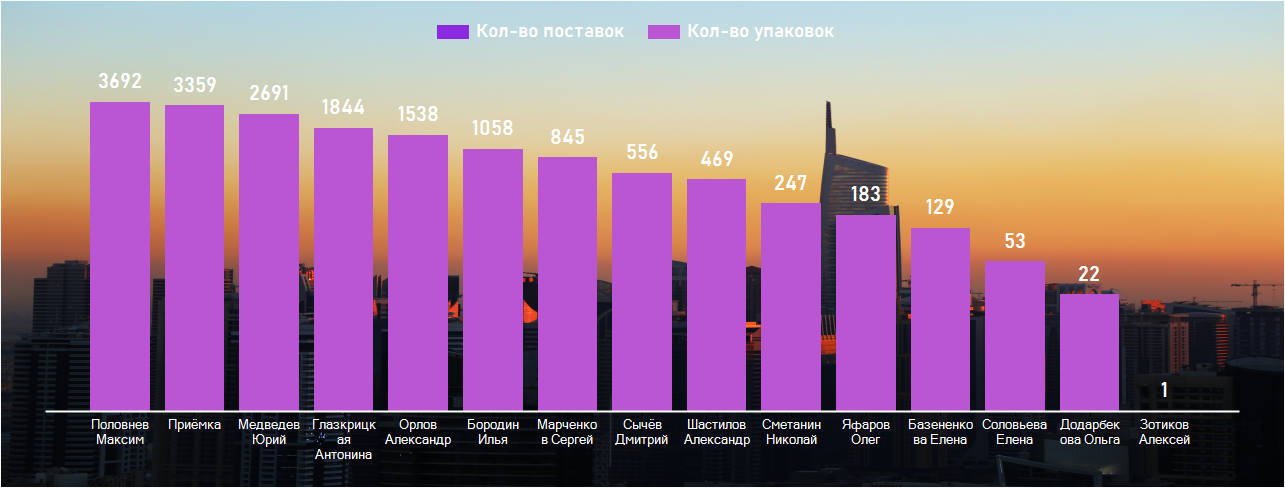 Кол-во поставок Кол-во упаковок
3692 3359 2691 1844 1538 1058 845 556 469 247 183 129 53 22 1
Половнев Максим
Приёмка
Медведев Юрий
Глазкрицк
ая
Антонина
Орлов
Александр
Бородин
Илья
Марченко
в Сергей
Сычёв
Дмитрий
Шастилов
Александр
Сметанин
Николай
Яфаров
Олег
Базененко
ва Елена
Соловьева
Елена
Додарбек
ова Ольга
Зотиков
Алексей